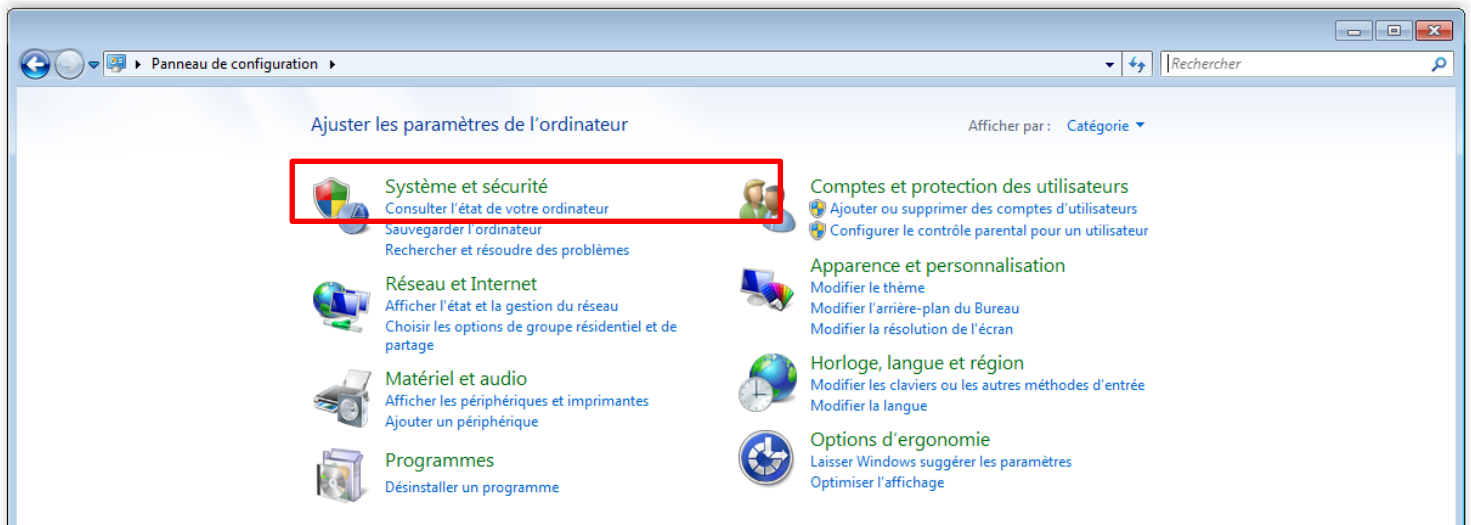 Panneau de configuration
Rechercher
Ajuster les paramètres de l'ordinateur
Afficher par : Catégorie
Système et sécurité
Consulter l'état de votre ordinateur
Sauvegarder l'ordinateur
Rechercher et résoudre des problèmes
Réseau et Internet
Afficher l'état et la gestion du réseau
Choisir les options de groupe résidentiel et de
partage
Matériel et audio
Afficher les périphériques et imprimantes
Ajouter un périphérique
Programmes
Désinstaller un programme
Comptes et protection des utilisateurs
Ajouter ou supprimer des comptes d'utilisateurs
Configurer le contrôle parental pour un utilisateur
Apparence et personnalisation
Modifier le thème
Modifier l'arrière-plan du Bureau
Modifier la résolution de l'écran
Horloge, langue et région
Modifier les claviers ou les autres méthodes d'entrée
Modifier la langue
Options d'ergonomie
Laisser Windows suggérer les paramètres
Optimiser l'affichage